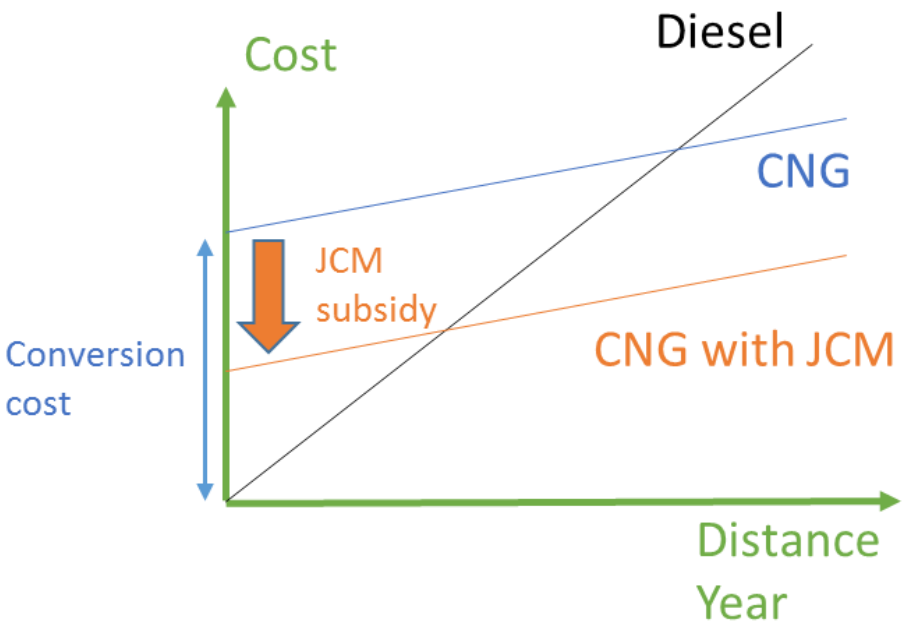 Diesel
Cost
CNG
JCM
subsidy
Conversion
cost
CNG with JCM
Distance
Year